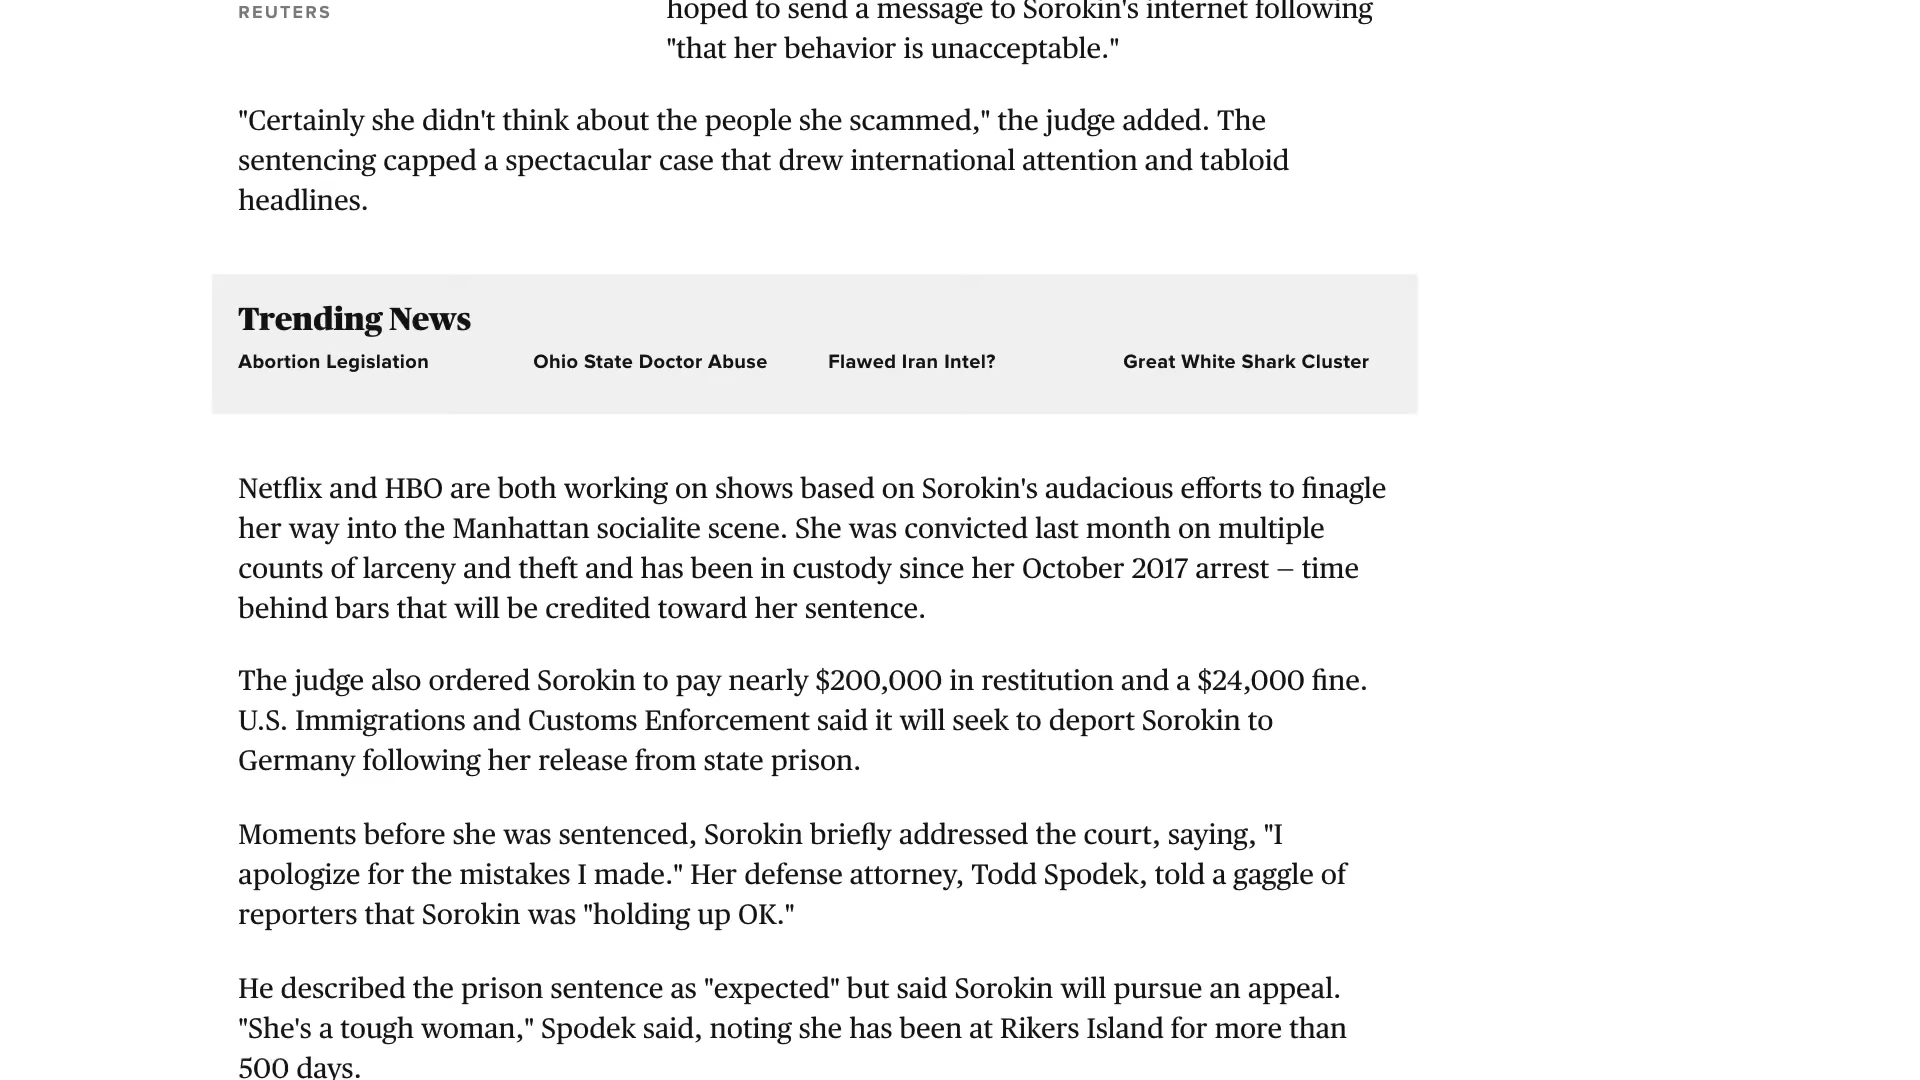 REUTERS
hoped to send a message to Sorokin's internet following
"that her behavior is unacceptable."
"Certainly she didn't think about the people she scammed," the judge added. The
sentencing capped a spectacular case that drew international attention and tabloid
headlines.
Trending News
Abortion Legislation
Ohio State Doctor Abuse
Flawed Iran Intel?
Great White Shark Cluster
Netflix and HBO are both working on shows based on Sorokin's audacious efforts to finagle
her way into the Manhattan socialite scene. She was convicted last month on multiple
counts of larceny and theft and has been in custody since her October 2017 arrest — time
behind bars that will be credited toward her sentence.
The judge also ordered Sorokin to pay nearly $200,000 in restitution and a $24,000 fine.
U.S. Immigrations and Customs Enforcement said it will seek to deport Sorokin to
Germany following her release from state prison.
Moments before she was sentenced, Sorokin briefly addressed the court, saying, "I
apologize for the mistakes I made." Her defense attorney, Todd Spodek, told a gaggle of
reporters that Sorokin was "holding up OK."
He described the prison sentence as "expected" but said Sorokin will pursue an appeal.
"She's a tough woman," Spodek said, noting she has been at Rikers Island for more than
500 days.